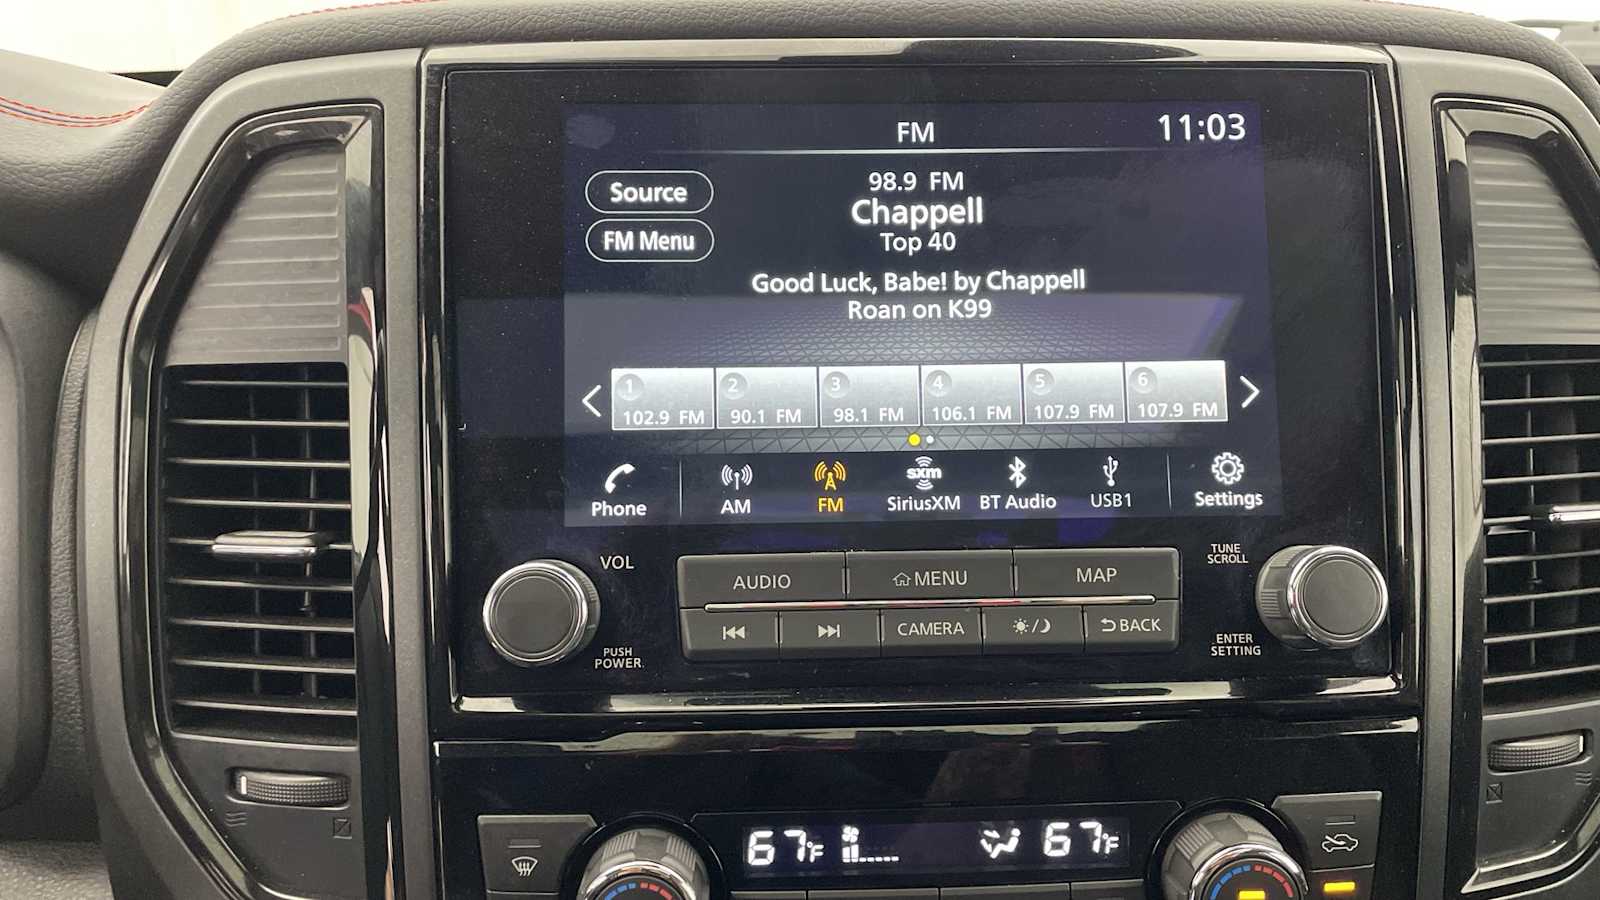 FM
11:03
Source
98.9 FM
Chappell
FM Menu
Top 40
Good Luck, Babe! by Chappell
Roan on K99
1 2 3 4 5 6
102.9 FM 90.1 FM 98.1 FM 106.1 FM 107.9 FM 107.9 FM
Phone AM FM SiriusXM BT Audio USB1 Settings
sxm
VOL
TUNE
SCROLL
AUDIO MENU MAP
CAMERA BACK
PUSH
POWER
ENTER
SETTING
67°F 67°F